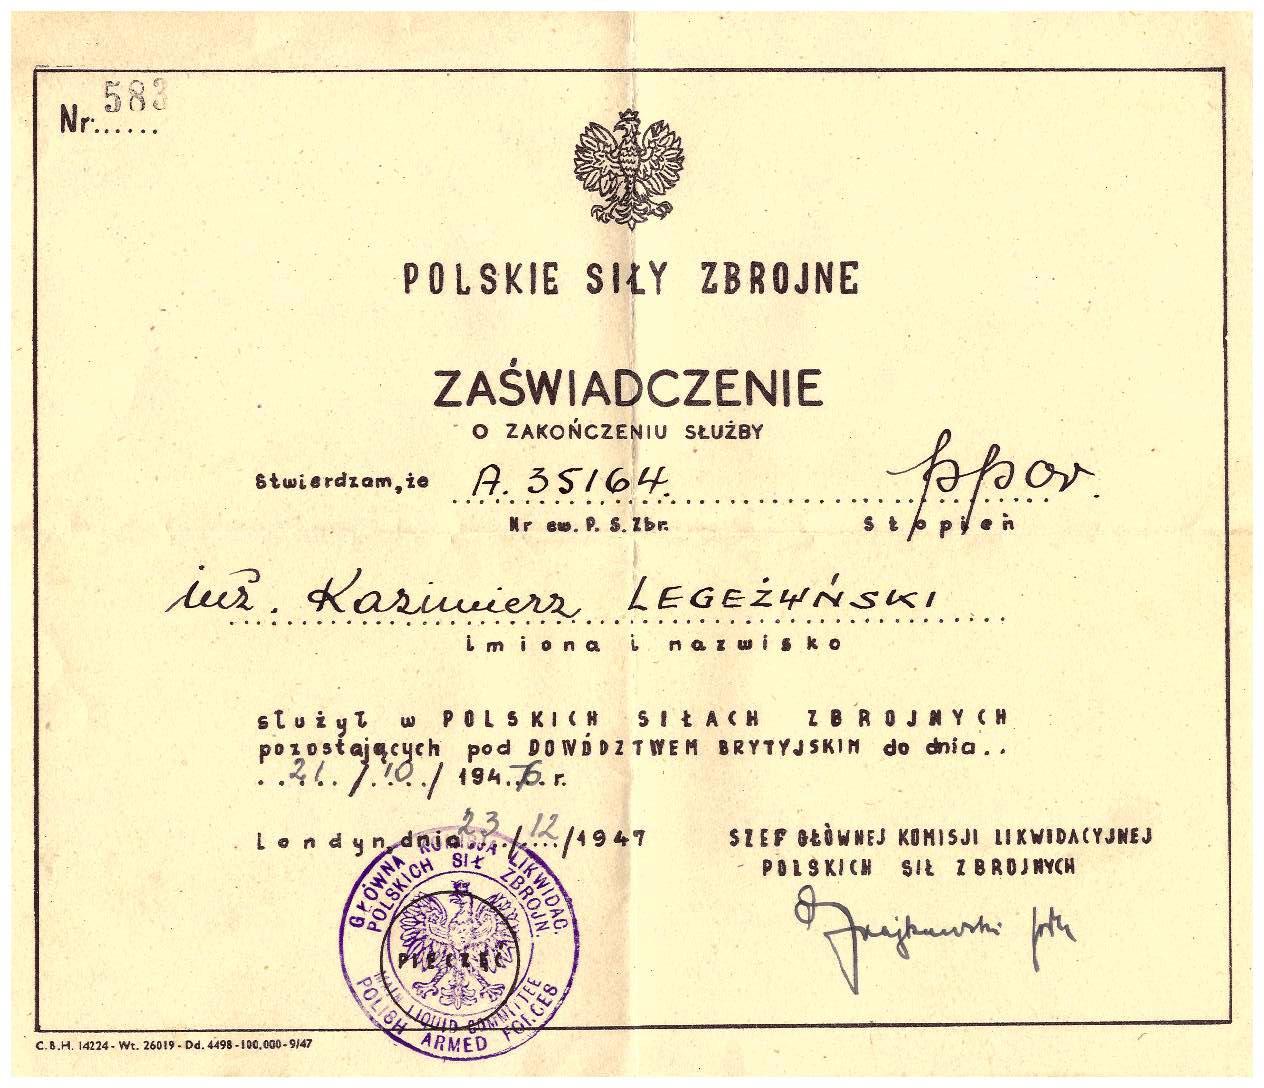 Nr. 583
POLSKIE SIŁY ZBROJNE
ZAŚWIADCZENIE
O ZAKOŃCZENIU SŁUŻBY
Stwierdzam, że A. 35164. ppor.
Nr ew. P. S. Zbr. Stopień
inż. Kazimierz LEGEŻYŃSKI
imiona i nazwisko
służył w POLSKICH SIŁACH ZBROJNYCH
pozostających pod DOWÓDZTWEM BRYTYJSKIM do dnia..
21/10/ 1946 r.
Londyn, dnia 23/12/1947
SZEF GŁÓWNEJ KOMISJI LIKWIDACYJNEJ
POLSKICH SIŁ ZBROJNYCH
GŁÓWNA KOMISJA LIKWIDAC.
POLSKICH SIŁ ZBROJN.
PIECZĘĆ
MAIN LIQUID COMMITTEE
POLISH ARMED FORCES
C.B.H. 14224 - Wt. 26019 - Dd. 4498 - 100,000 - 9/47